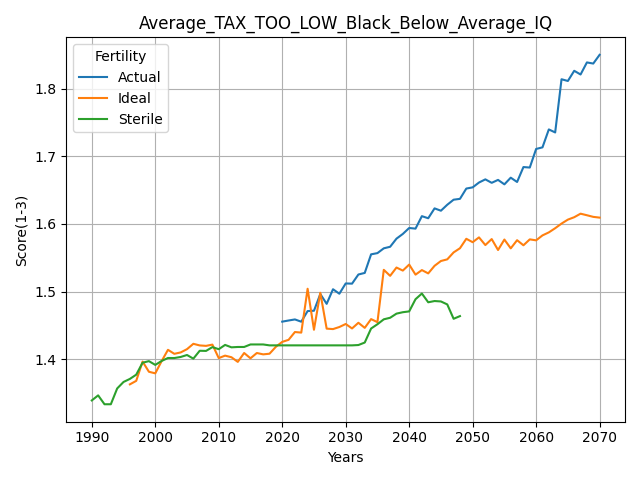 Average_TAX_TOO_LOW_Black_Below_Average_IQ
Fertility
Actual
Ideal
Sterile
Score(1-3)
1.8
1.7
1.6
1.5
1.4
1990 2000 2010 2020 2030 2040 2050 2060 2070
Years